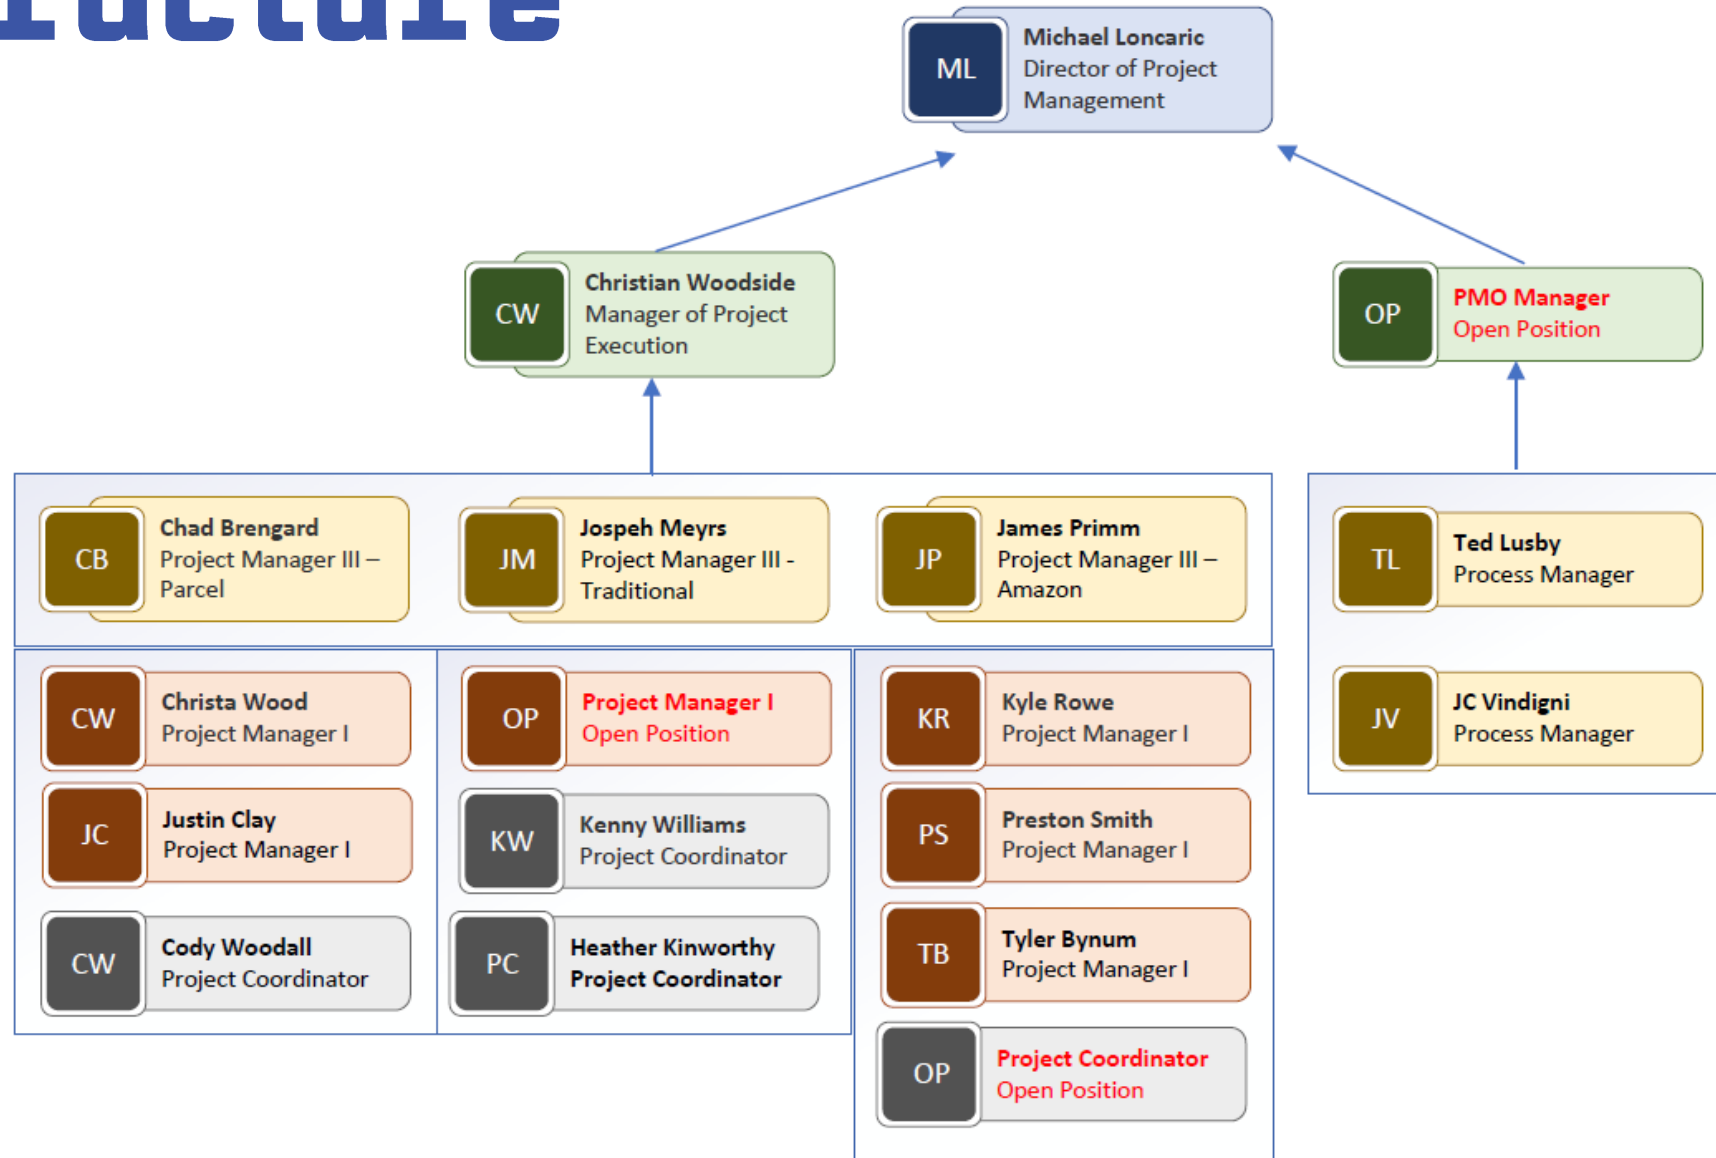 ructure
ML
Michael Loncaric
Director of Project
Management
CW
Christian Woodside
Manager of Project
Execution
OP
PMO Manager
Open Position
CB
Chad Brengard
Project Manager III –
Parcel
JM
Jospeh Meyrs
Project Manager III -
Traditional
JP
James Primm
Project Manager III –
Amazon
TL
Ted Lusby
Process Manager
JV
JC Vindigni
Process Manager
CW
Christa Wood
Project Manager I
JC
Justin Clay
Project Manager I
CW
Cody Woodall
Project Coordinator
OP
Project Manager I
Open Position
KW
Kenny Williams
Project Coordinator
PC
Heather Kinworthy
Project Coordinator
KR
Kyle Rowe
Project Manager I
PS
Preston Smith
Project Manager I
TB
Tyler Bynum
Project Manager I
OP
Project Coordinator
Open Position